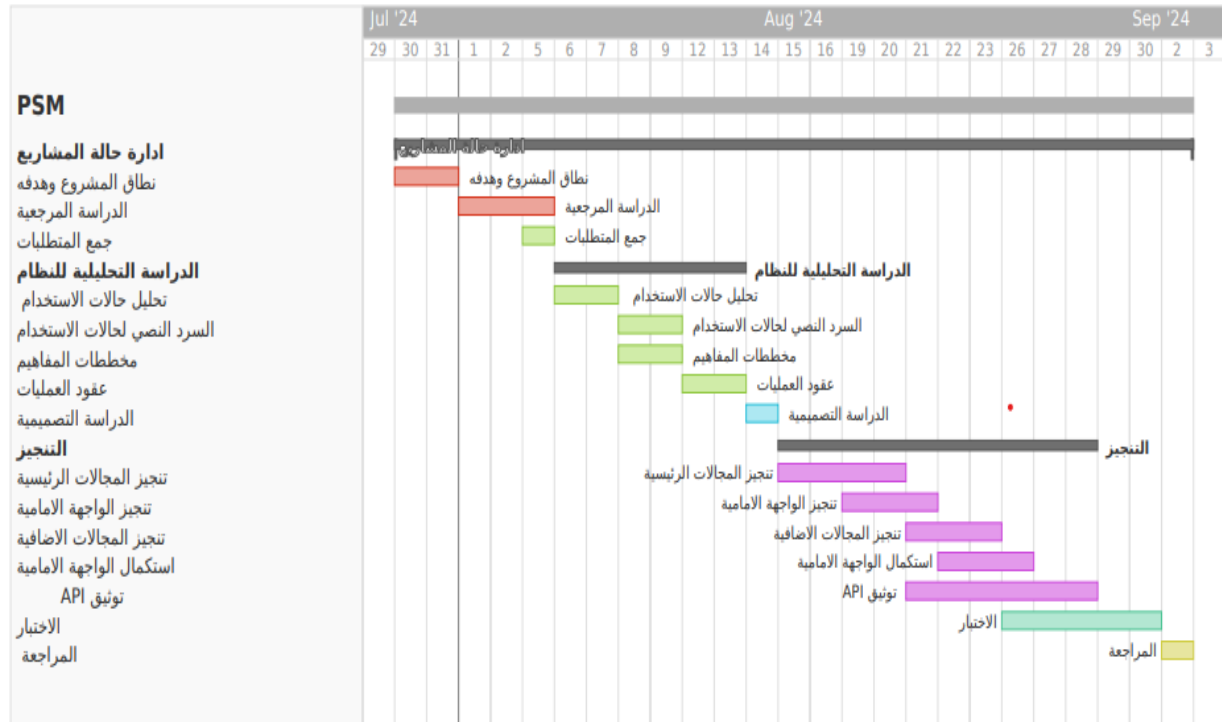 Jul '24 Aug '24 Sep '24
29 30 31 1 2 5 6 7 8 9 12 13 14 15 16 19 20 21 22 23 26 27 28 29 30 2 3
PSM
ادارة حالة المشاريع ادارة حالة المشاريع
نطاق المشروع وهدفه نطاق المشروع وهدفه
الدراسة المرجعية الدراسة المرجعية
جمع المتطلبات جمع المتطلبات
الدراسة التحليلية للنظام الدراسة التحليلية للنظام
تحليل حالات الاستخدام تحليل حالات الاستخدام
السرد النصي لحالات الاستخدام السرد النصي لحالات الاستخدام
مخططات المفاهيم مخططات المفاهيم
عقود العمليات عقود العمليات
الدراسة التصميمية الدراسة التصميمية
التنجيز التنجيز
تنجيز المجالات الرئيسية تنجيز المجالات الرئيسية
تنجيز الواجهة الامامية تنجيز الواجهة الامامية
تنجيز المجالات الاضافية تنجيز المجالات الاضافية
استكمال الواجهة الامامية استكمال الواجهة الامامية
توثيق API توثيق API
الاختبار الاختبار
المراجعة المراجعة